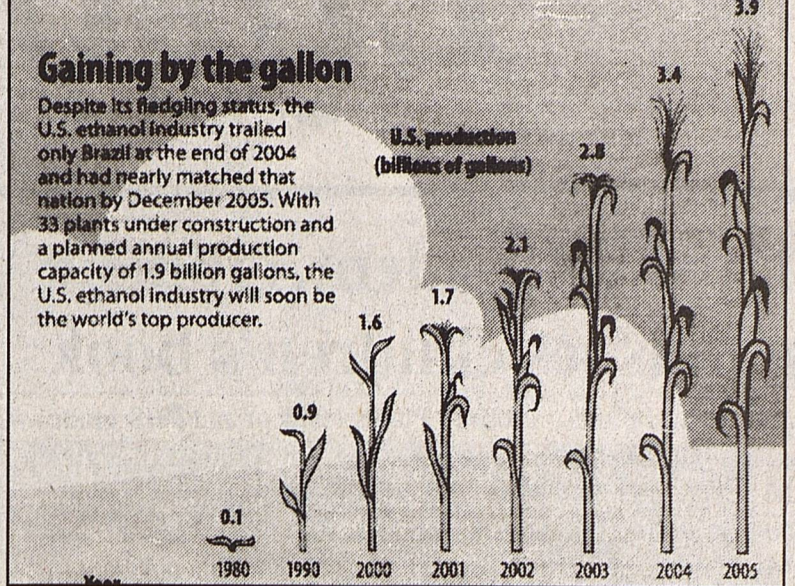 Gaining by the gallon
Despite its fledgling status, the
U.S. ethanol industry trailed
only Brazil at the end of 2004
and had nearly matched that
nation by December 2005. With
33 plants under construction and
a planned annual production
capacity of 1.9 billion gallons, the
U.S. ethanol industry will soon be
the world's top producer.
U.S. production
(billions of gallons)
0.1
0.9
1.6
1.7
2.1
2.8
3.4
3.9
1980 1990 2000 2001 2002 2003 2004 2005
Year